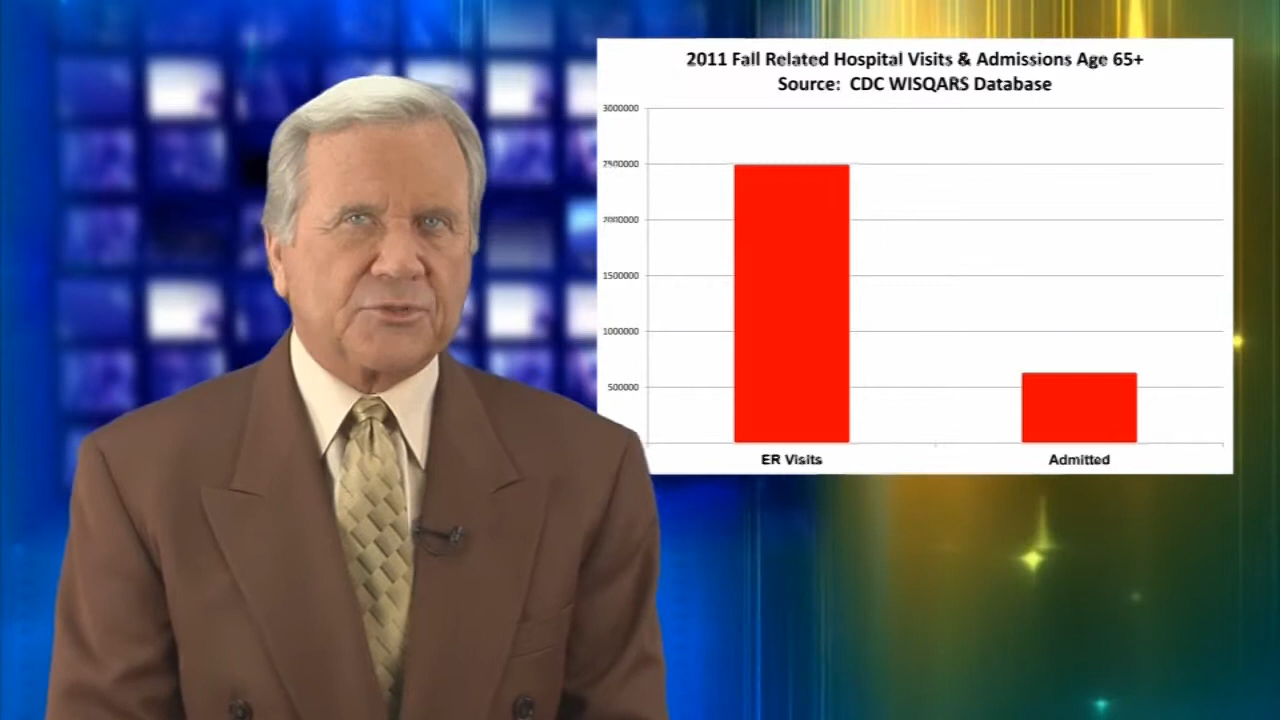 2011 Fall Related Hospital Visits & Admissions Age 65+
Source: CDC WISQARS Database
3000000
2500000
2000000
1500000
1000000
500000
ER Visits
Admitted